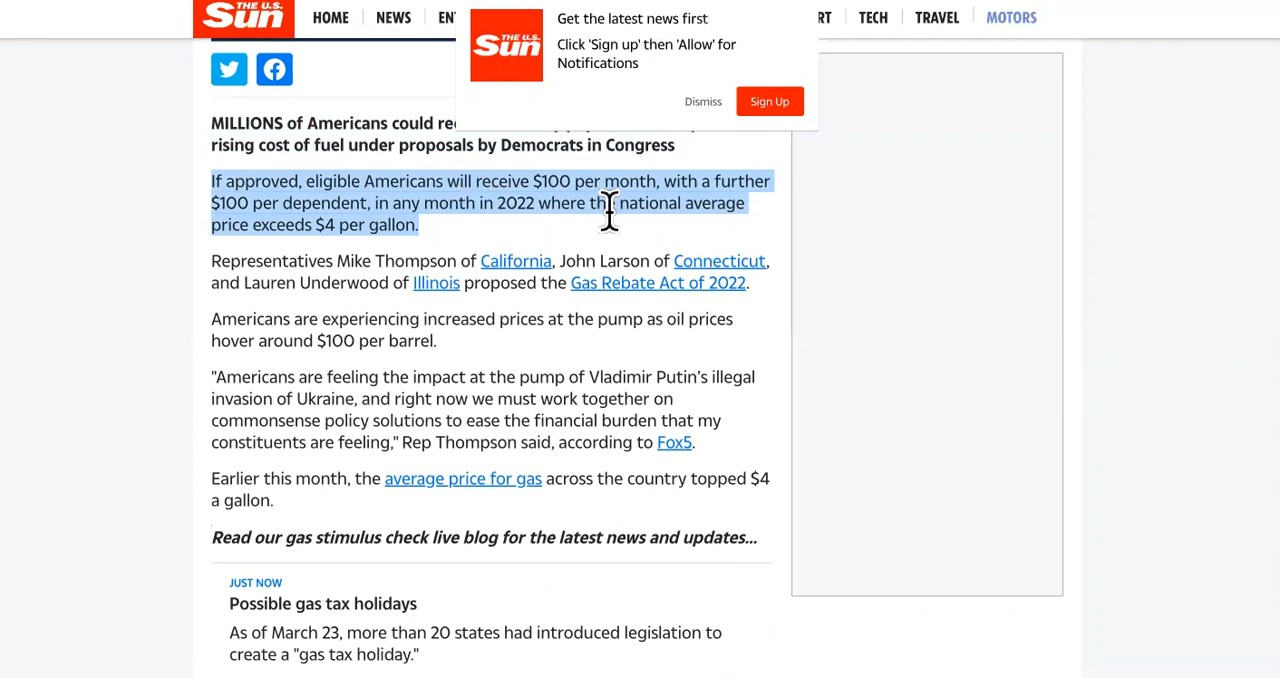 THE U.S.
Sun
HOME NEWS EN
RT TECH TRAVEL MOTORS
THE U.S.
Sun
Get the latest news first
Click 'Sign up' then 'Allow' for
Notifications
Dismiss Sign Up
MILLIONS of Americans could
rising cost of fuel under proposals by Democrats in Congress
If approved, eligible Americans will receive $100 per month, with a further
$100 per dependent, in any month in 2022 where the national average
price exceeds $4 per gallon.
Representatives Mike Thompson of California, John Larson of Connecticut,
and Lauren Underwood of Illinois proposed the Gas Rebate Act of 2022.
Americans are experiencing increased prices at the pump as oil prices
hover around $100 per barrel.
"Americans are feeling the impact at the pump of Vladimir Putin's illegal
invasion of Ukraine, and right now we must work together on
commonsense policy solutions to ease the financial burden that my
constituents are feeling," Rep Thompson said, according to Fox5.
Earlier this month, the average price for gas across the country topped $4
a gallon.
Read our gas stimulus check live blog for the latest news and updates...
JUST NOW
Possible gas tax holidays
As of March 23, more than 20 states had introduced legislation to
create a "gas tax holiday."